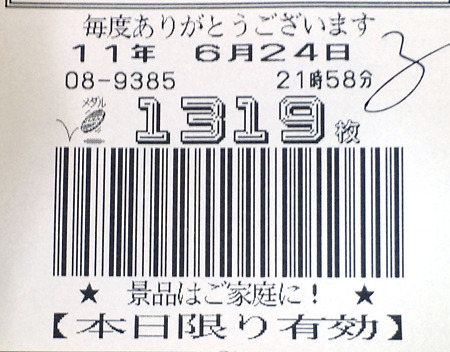 毎度ありがとうございます
11年 6月24日
08-9385 21時58分
メダル 1319枚
★ 景品はご家庭に! ★
【本日限り有効】